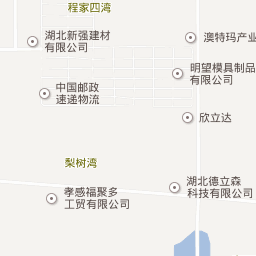 程家四湾
湖北新强建材
有限公司
澳特玛产业
明望模具制品
有限公司
中国邮政
速递物流
欣立达
梨树湾
湖北德立森
科技有限公司
孝感福聚多
工贸有限公司